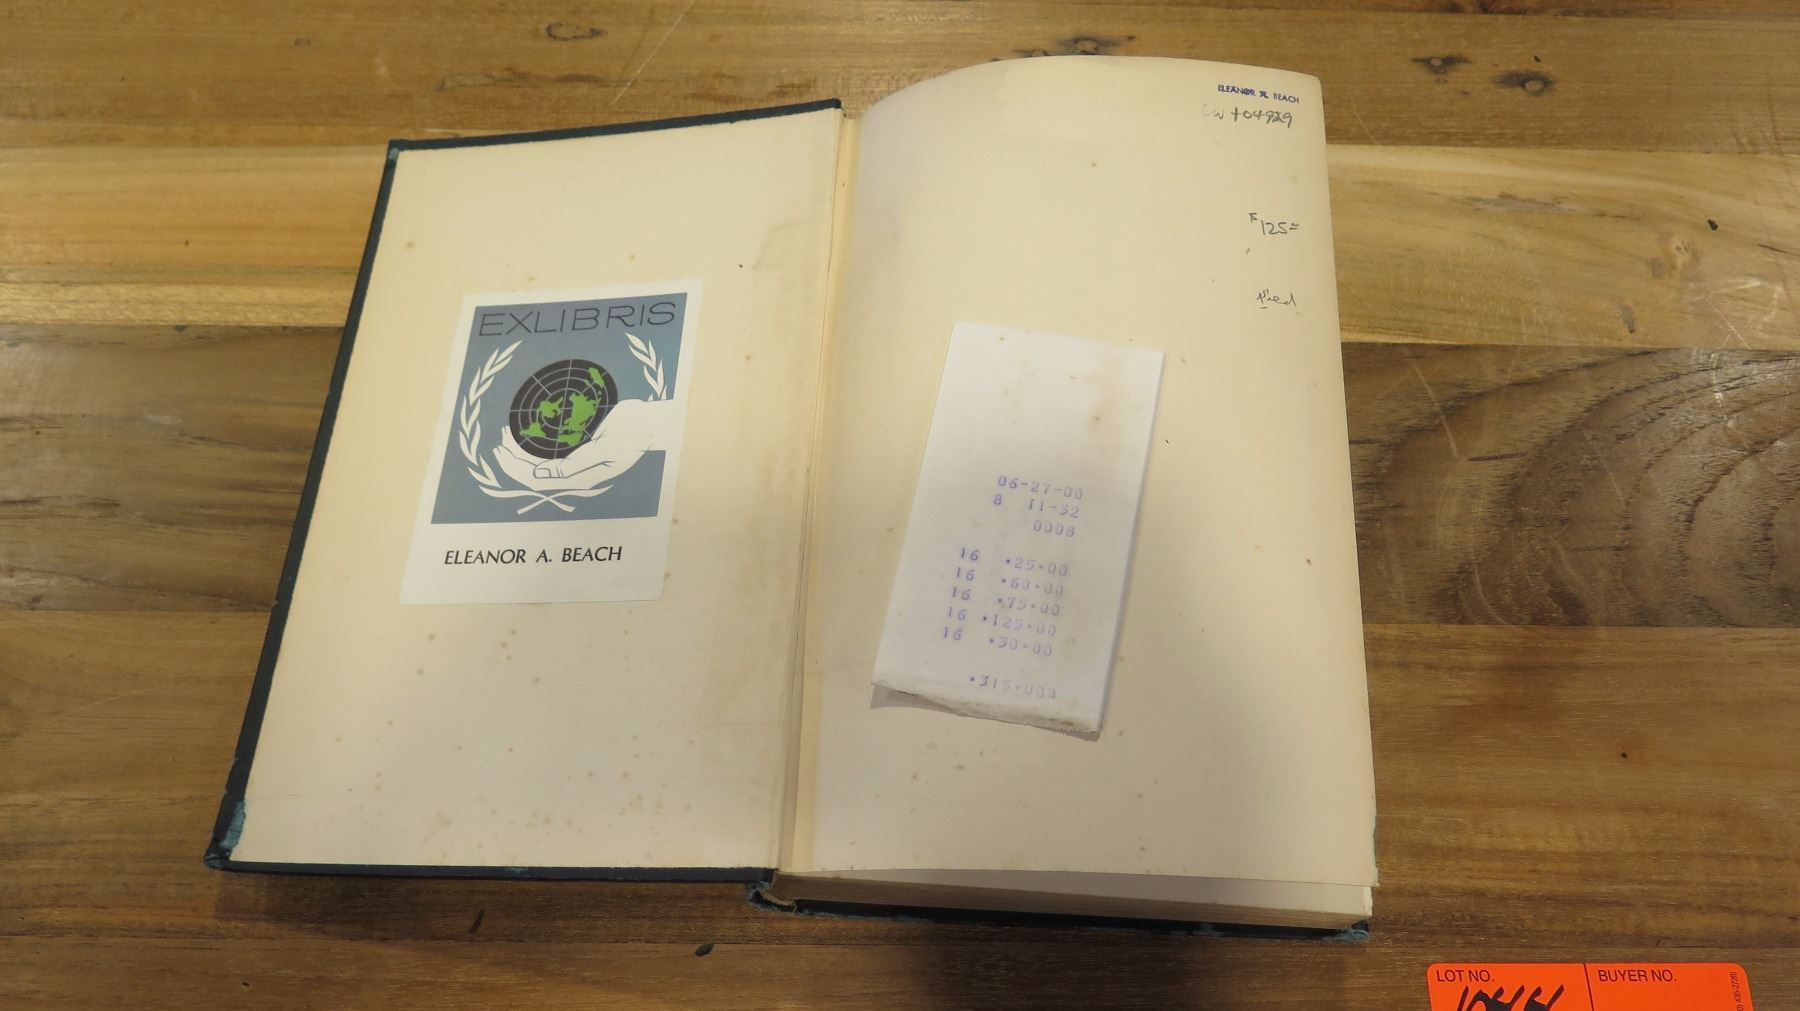 EXLIBRIS
ELEANOR A. BEACH
ELEANOR A. BEACH
$125=
06-27-00
8 11-32
0008
16 •25•00
16 •60•00
16 •75•00
16 •125•00
16 •30•00
•315•00
LOT NO.
BUYER NO.